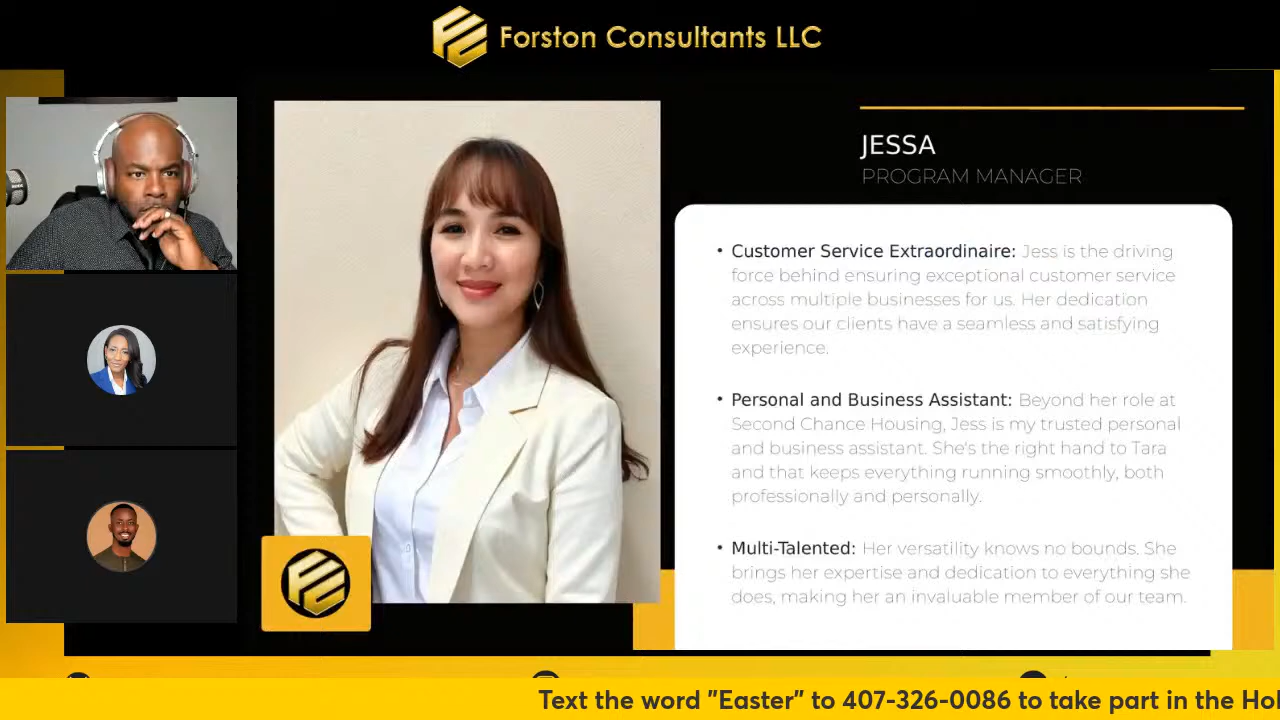 Forston Consultants LLC
JESSA
PROGRAM MANAGER
• Customer Service Extraordinaire: Jess is the driving
force behind ensuring exceptional customer service
across multiple businesses for us. Her dedication
ensures our clients have a seamless and satisfying
experience.
• Personal and Business Assistant: Beyond her role at
Second Chance Housing, Jess is my trusted personal
and business assistant. She's the right hand to Tara
and that keeps everything running smoothly, both
professionally and personally.
• Multi-Talented: Her versatility knows no bounds. She
brings her expertise and dedication to everything she
does, making her an invaluable member of our team.
Text the word "Easter" to 407-326-0086 to take part in the Ho